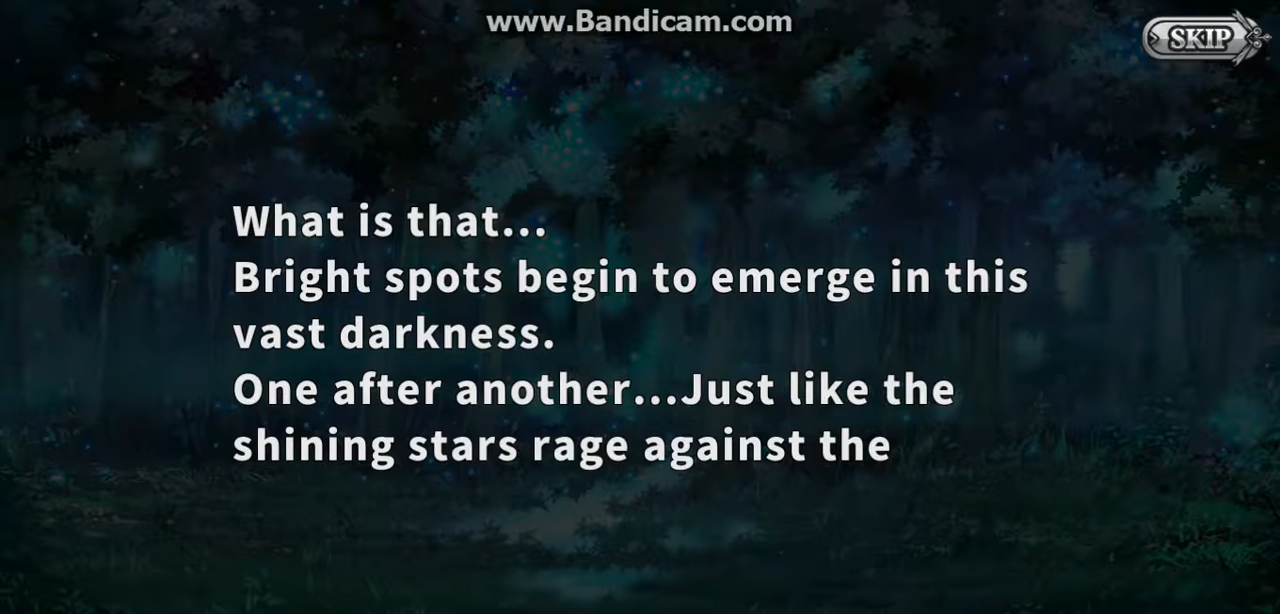 www.Bandicam.com
SKIP
What is that...
Bright spots begin to emerge in this
vast darkness.
One after another...Just like the
shining stars rage against the